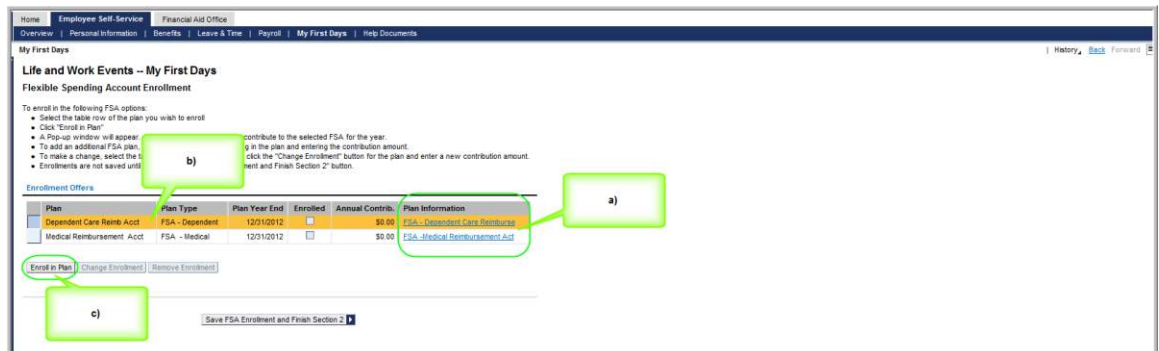 Home Employee Self-Service Financial Aid Office
Overview | Personal Information | Benefits | Leave & Time | Payroll | My First Days | Help Documents
My First Days | History Back Forward
Life and Work Events -- My First Days
Flexible Spending Account Enrollment
To enroll in the following FSA options:
• Select the table row of the plan you wish to enroll
• Click "Enroll in Plan"
• A Pop-up window will appear. contribute to the selected FSA for the year.
• To add an additional FSA plan, g in the plan and entering the contribution amount.
• To make a change, select the t click the "Change Enrollment" button for the plan and enter a new contribution amount.
• Enrollments are not saved until ment and Finish Section 2" button.
b)
Enrollment Offers
a)
Plan Plan Type Plan Year End Enrolled Annual Contrib. Plan Information
Dependent Care Reimb Acct FSA - Dependent 12/31/2012 $0.00 FSA - Dependent Care Reimburse
Medical Reimbursement Acct FSA - Medical 12/31/2012 $0.00 FSA -Medical Reimbursement Act
Enroll in Plan Change Enrollment Remove Enrollment
c)
Save FSA Enrollment and Finish Section 2